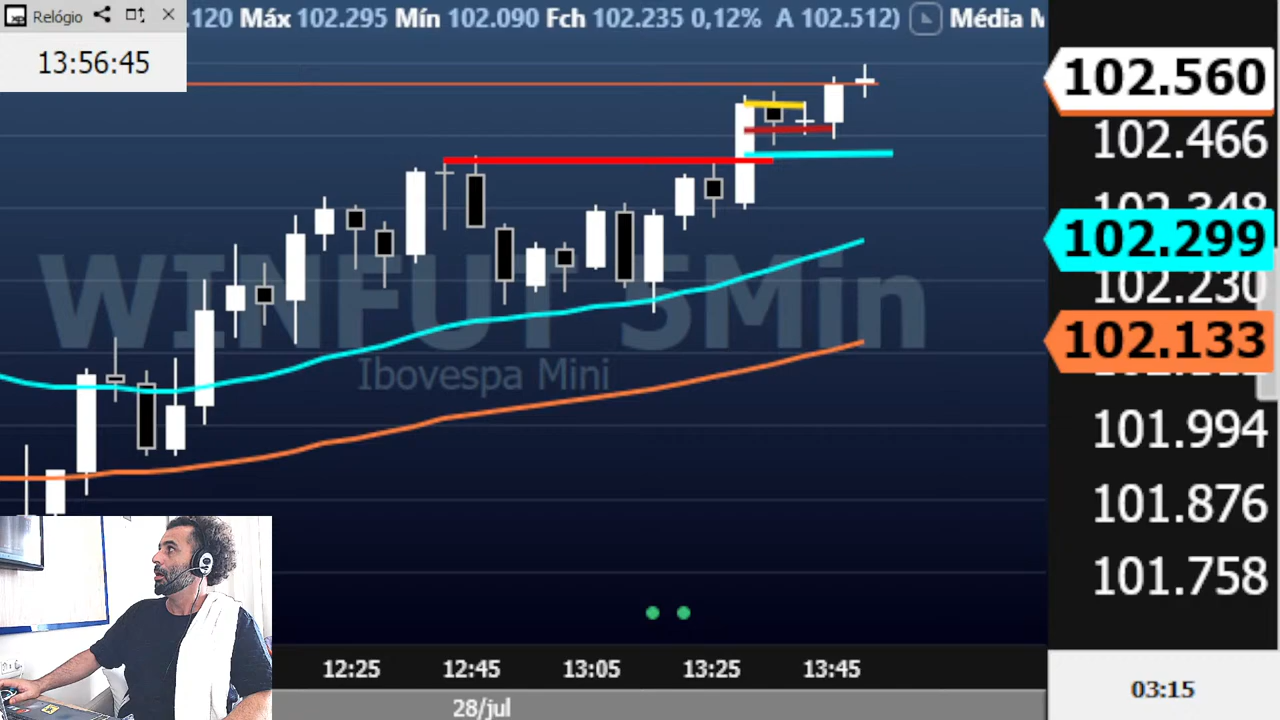 Relógio
.120 Máx 102.295 Mín 102.090 Fch 102.235 0,12% A 102.512) Média M
13:56:45
102.560
102.466
102.348
102.299
102.230
102.133
101.994
101.876
101.758
WINFUT 5Min
Ibovespa Mini
12:25 12:45 13:05 13:25 13:45
03:15
28/jul